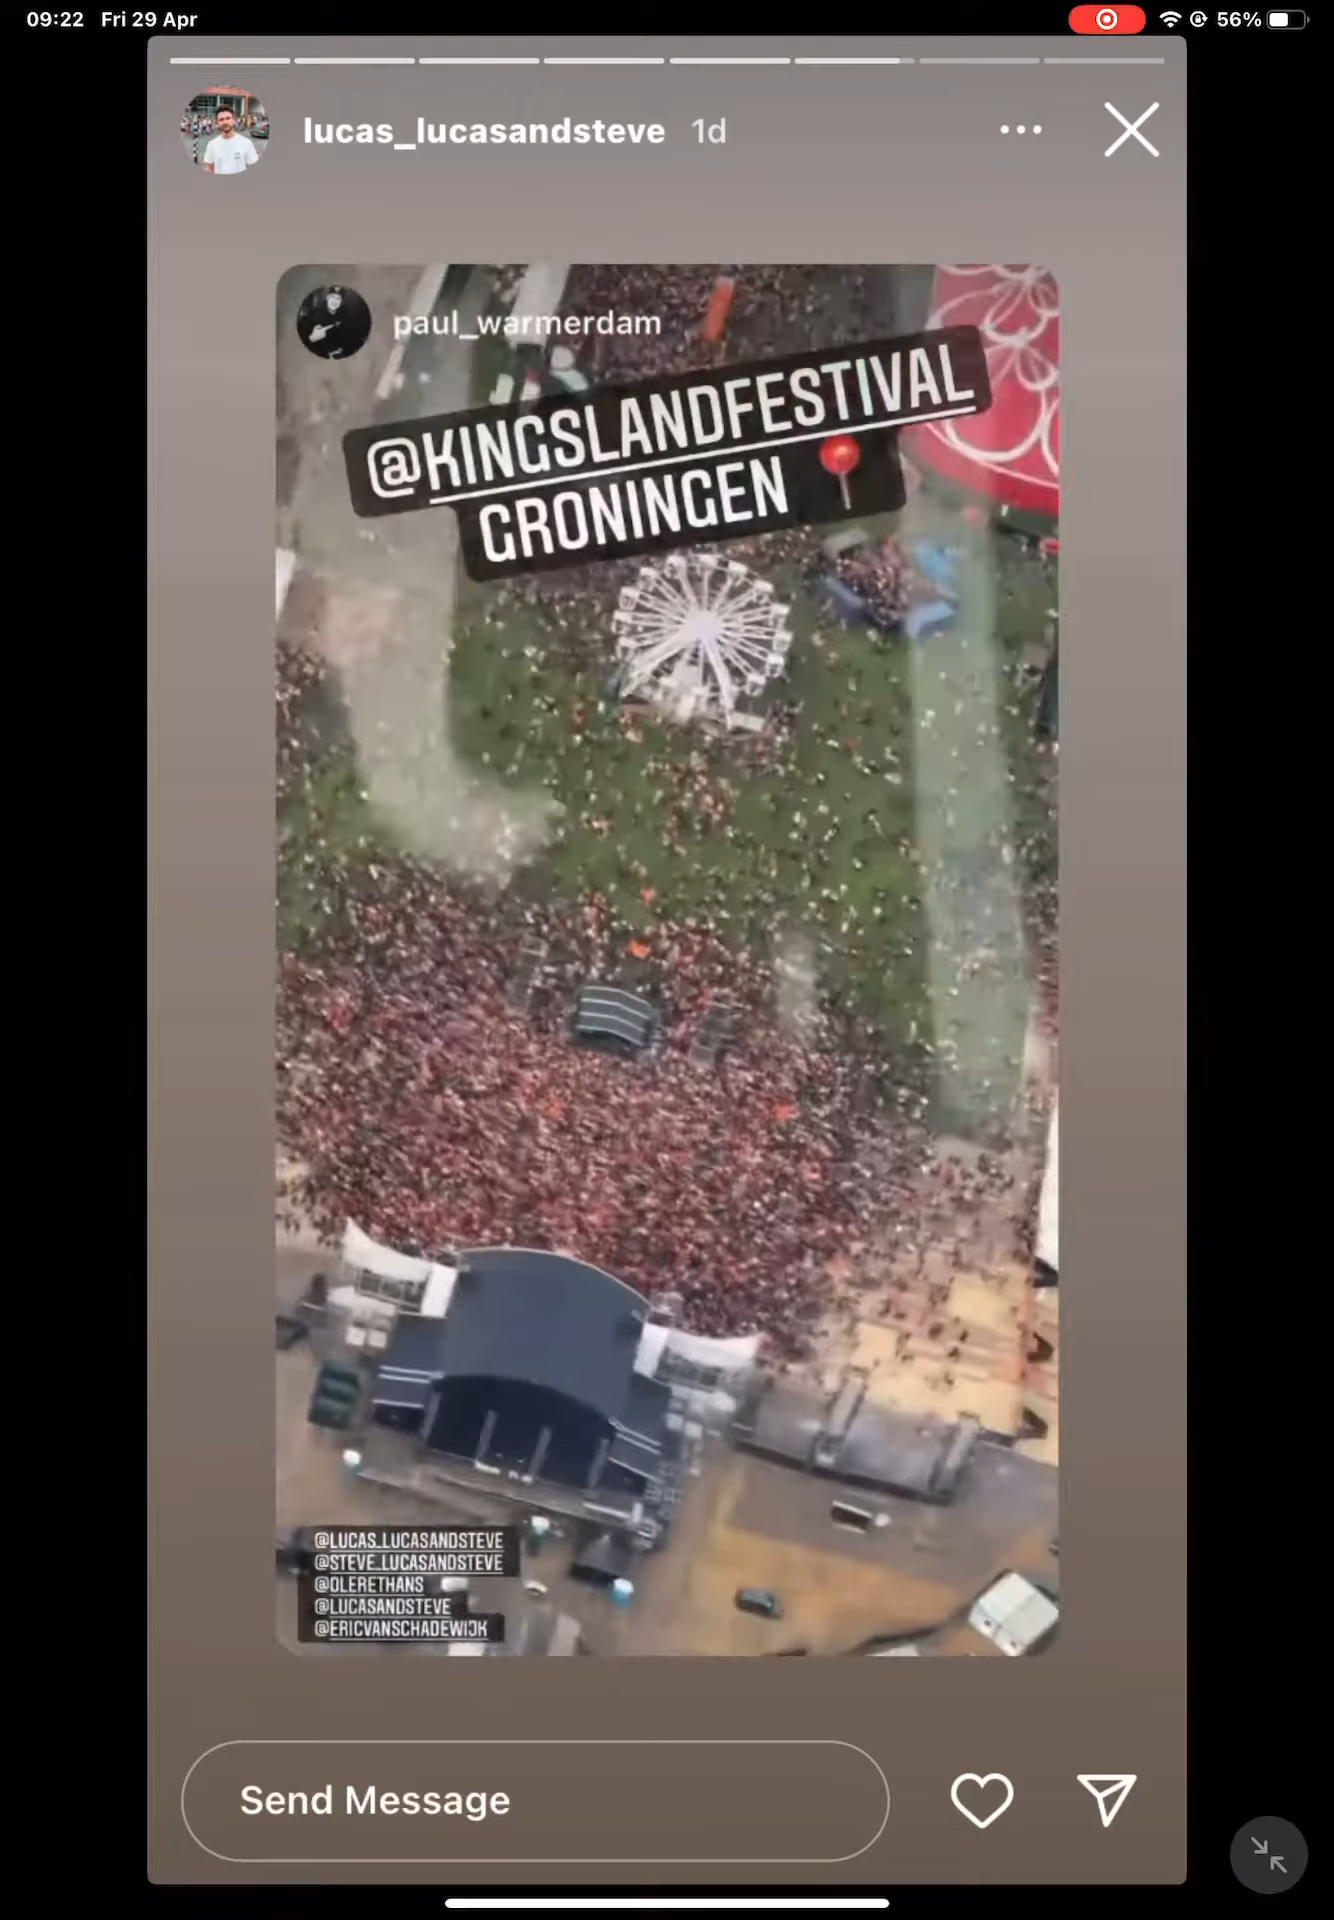 09:22 Fri 29 Apr
56%
lucas_lucasandsteve 1d
paul_warmerdam
@KINGSLANDFESTIVAL
GRONINGEN
@LUCAS_LUCASANDSTEVE
@STEVE_LUCASANDSTEVE
@OLERETHANS
@LUCASANDSTEVE
@ERICVANSCHADEWIJK
Send Message